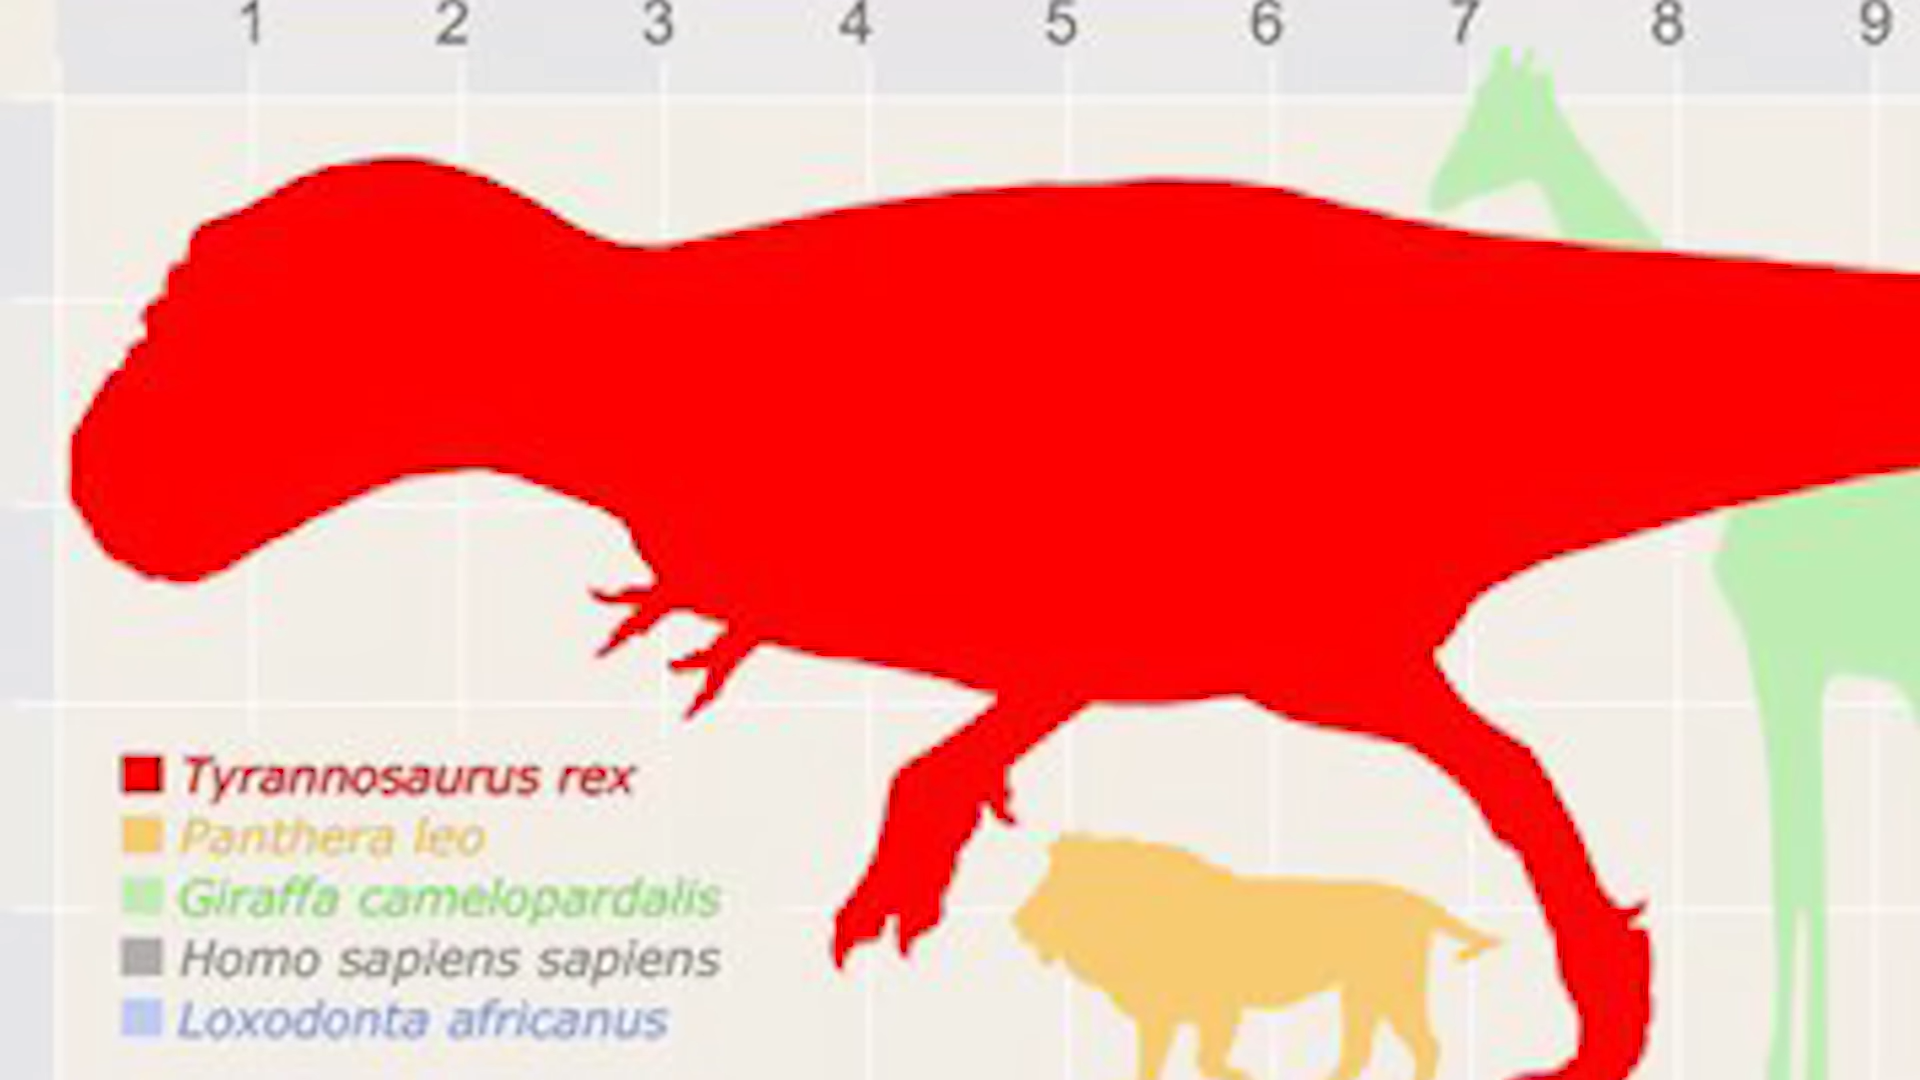 1 2 3 4 5 6 7 8 9
Tyrannosaurus rex
Panthera leo
Giraffa camelopardalis
Homo sapiens sapiens
Loxodonta africanus